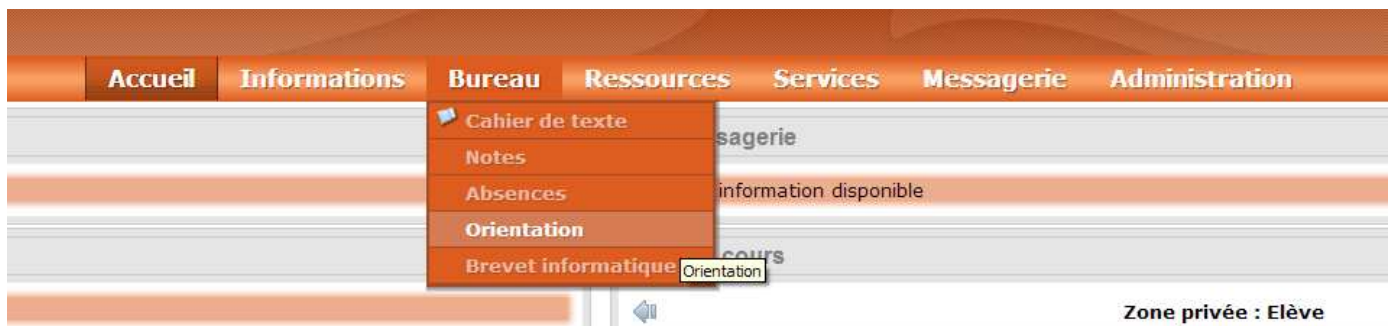 Accueil Informations Bureau Ressources Services Messagerie Administration
Cahier de texte
Notes
Absences
Orientation
Brevet informatique
Orientation
sagerie
information disponible
cours
Zone privée : Elève